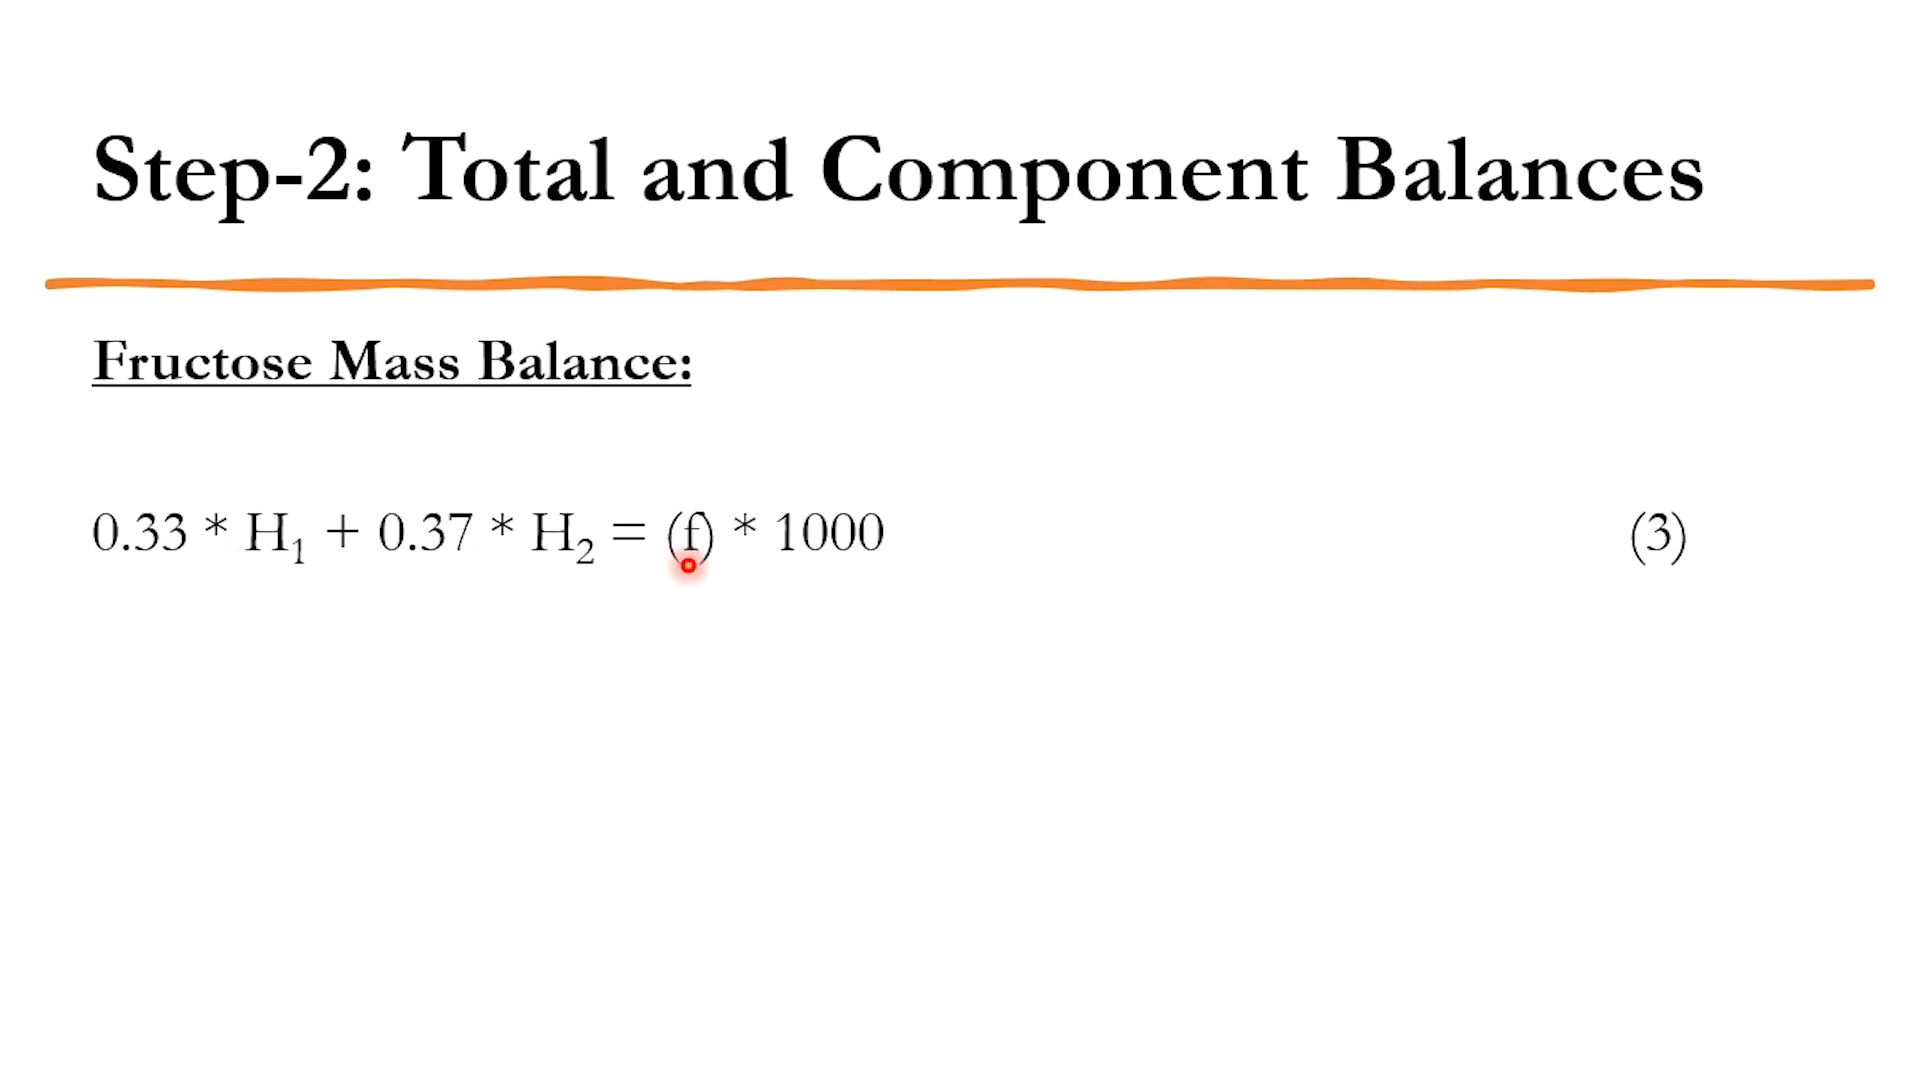 Step-2: Total and Component Balances
Fructose Mass Balance:
0.33 * H₁ + 0.37 * H₂ = (f) * 1000 (3)